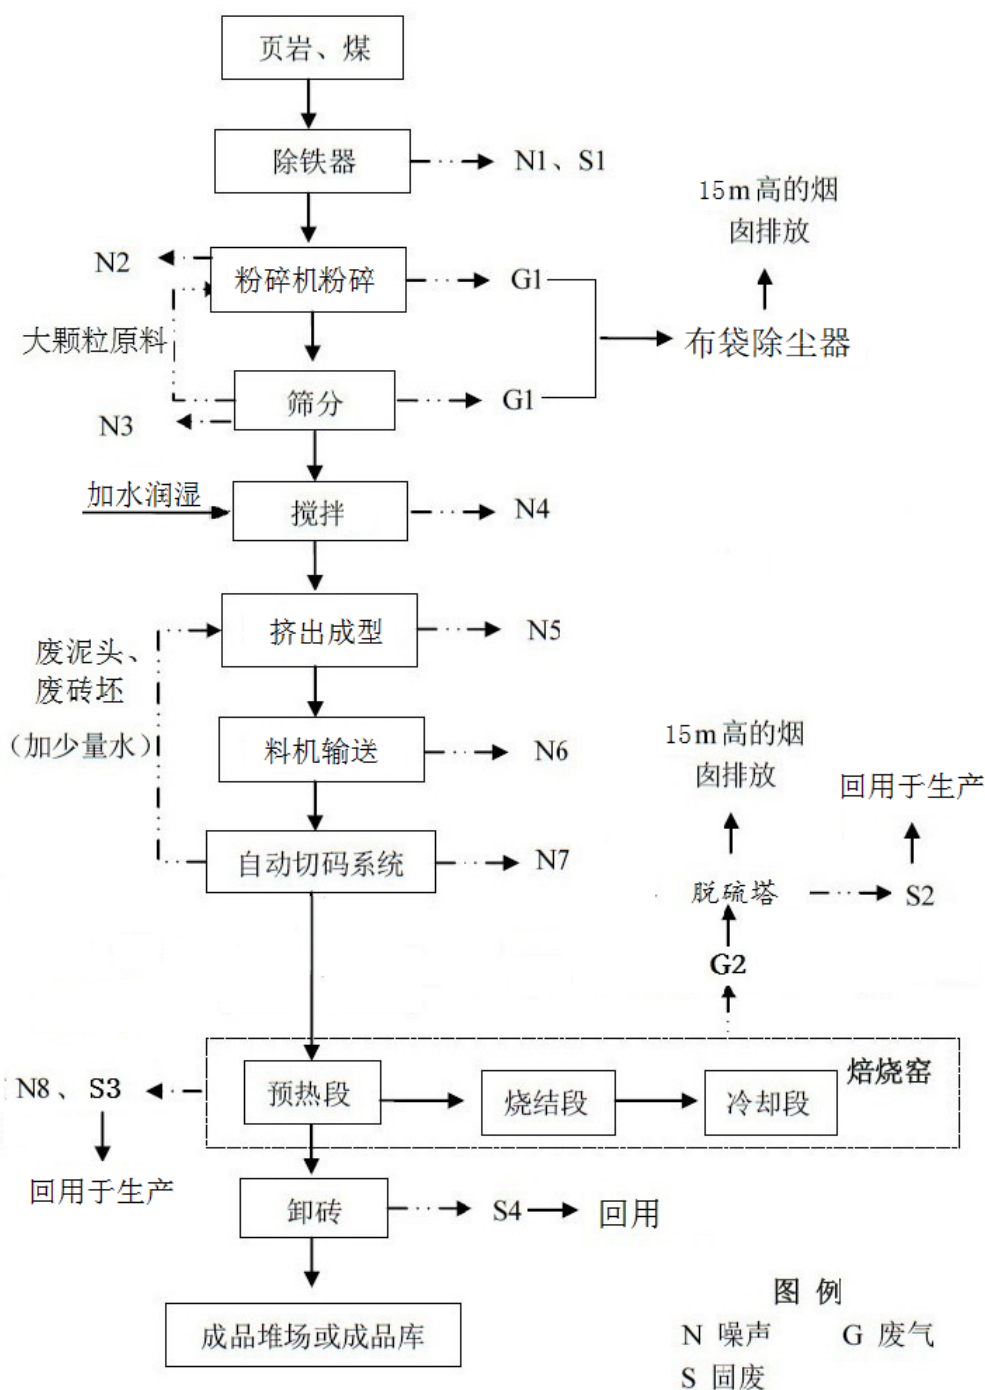 页岩、煤
除铁器
N1、S1
15m高的烟
囱排放
N2
粉碎机粉碎
G1
大颗粒原料
布袋除尘器
筛分
G1
N3
加水润湿
搅拌
N4
挤出成型
N5
废泥头、
废砖坯
(加少量水)
料机输送
N6
15m高的烟
囱排放
回用于生产
自动切码系统
N7
脱硫塔
S2
G2
焙烧窑
N8、S3
预热段
烧结段
冷却段
回用于生产
卸砖
S4
回用
成品堆场或成品库
图 例
N 噪声 G 废气
S 固废